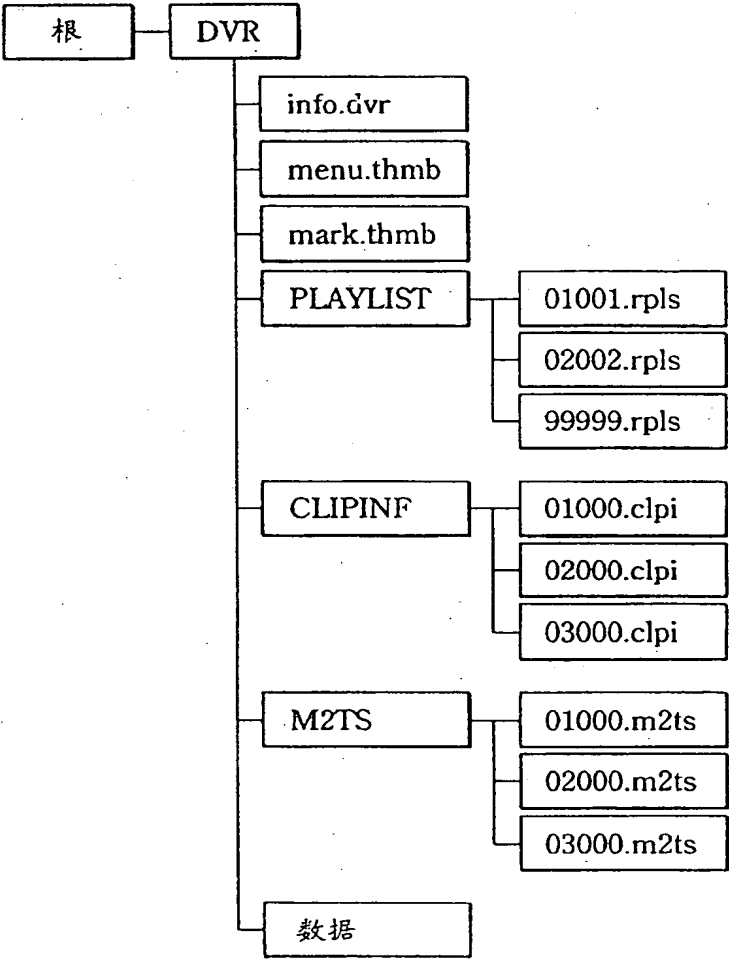 根
DVR
info.dvr
menu.thmb
mark.thmb
PLAYLIST
01001.rpls
02002.rpls
99999.rpls
CLIPINF
01000.clpi
02000.clpi
03000.clpi
M2TS
01000.m2ts
02000.m2ts
03000.m2ts
数据